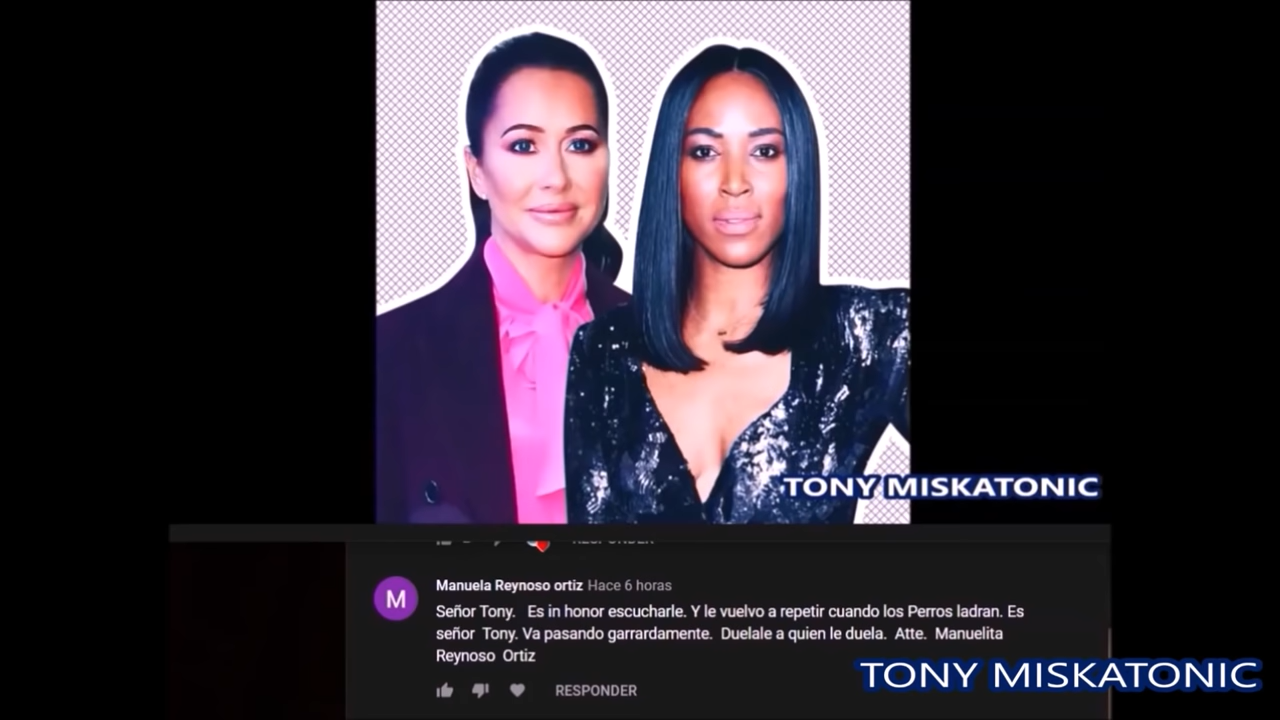 TONY MISKATONIC
RESPONDER
Manuela Reynoso ortiz Hace 6 horas
Señor Tony. Es in honor escucharle. Y le vuelvo a repetir cuando los Perros ladran. Es
señor Tony. Va pasando garrardamente. Duelale a quien le duela. Atte. Manuelita
Reynoso Ortiz
RESPONDER
M
TONY MISKATONIC